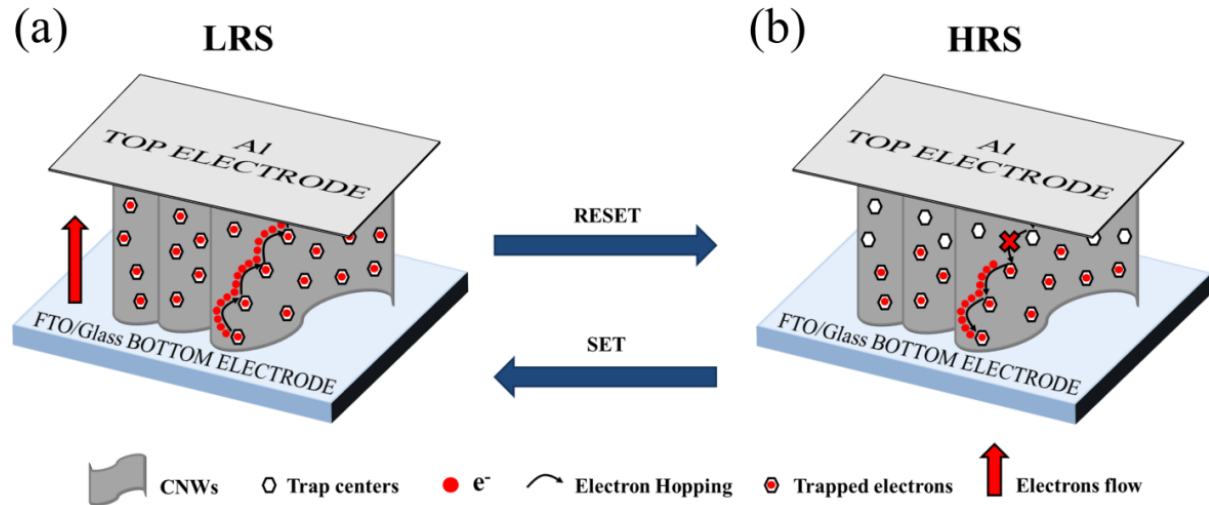 (a)
LRS
(b)
HRS
Al
TOP ELECTRODE
FTO/Glass BOTTOM ELECTRODE
RESET
SET
Al
TOP ELECTRODE
FTO/Glass BOTTOM ELECTRODE
CNWs
Trap centers
e-
Electron Hopping
Trapped electrons
Electrons flow